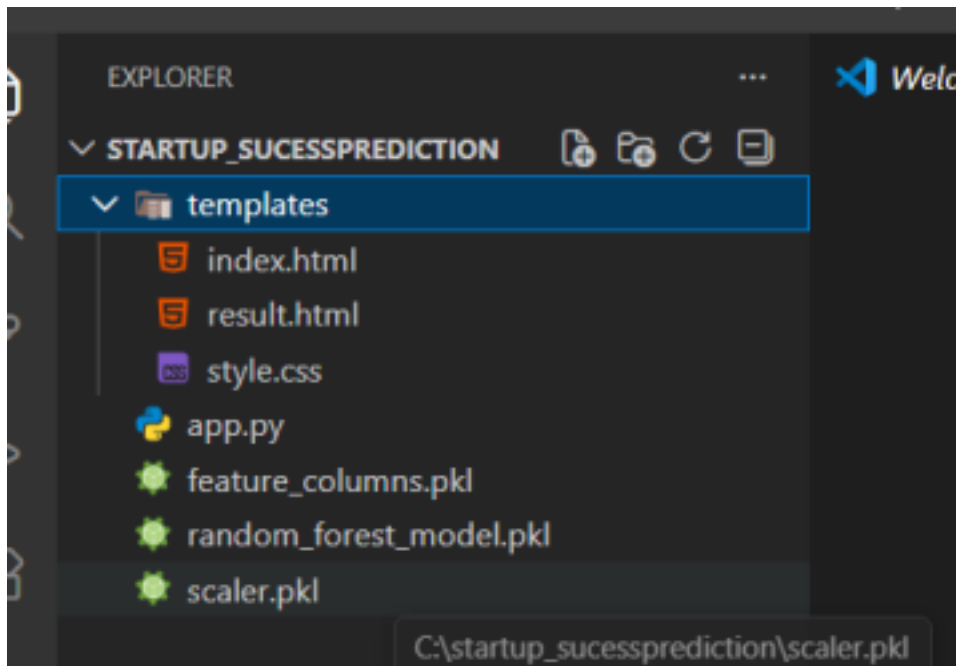 EXPLORER
Welc
STARTUP_SUCESSPREDICTION
templates
index.html
result.html
style.css
app.py
feature_columns.pkl
random_forest_model.pkl
scaler.pkl
C:\startup_sucessprediction\scaler.pkl